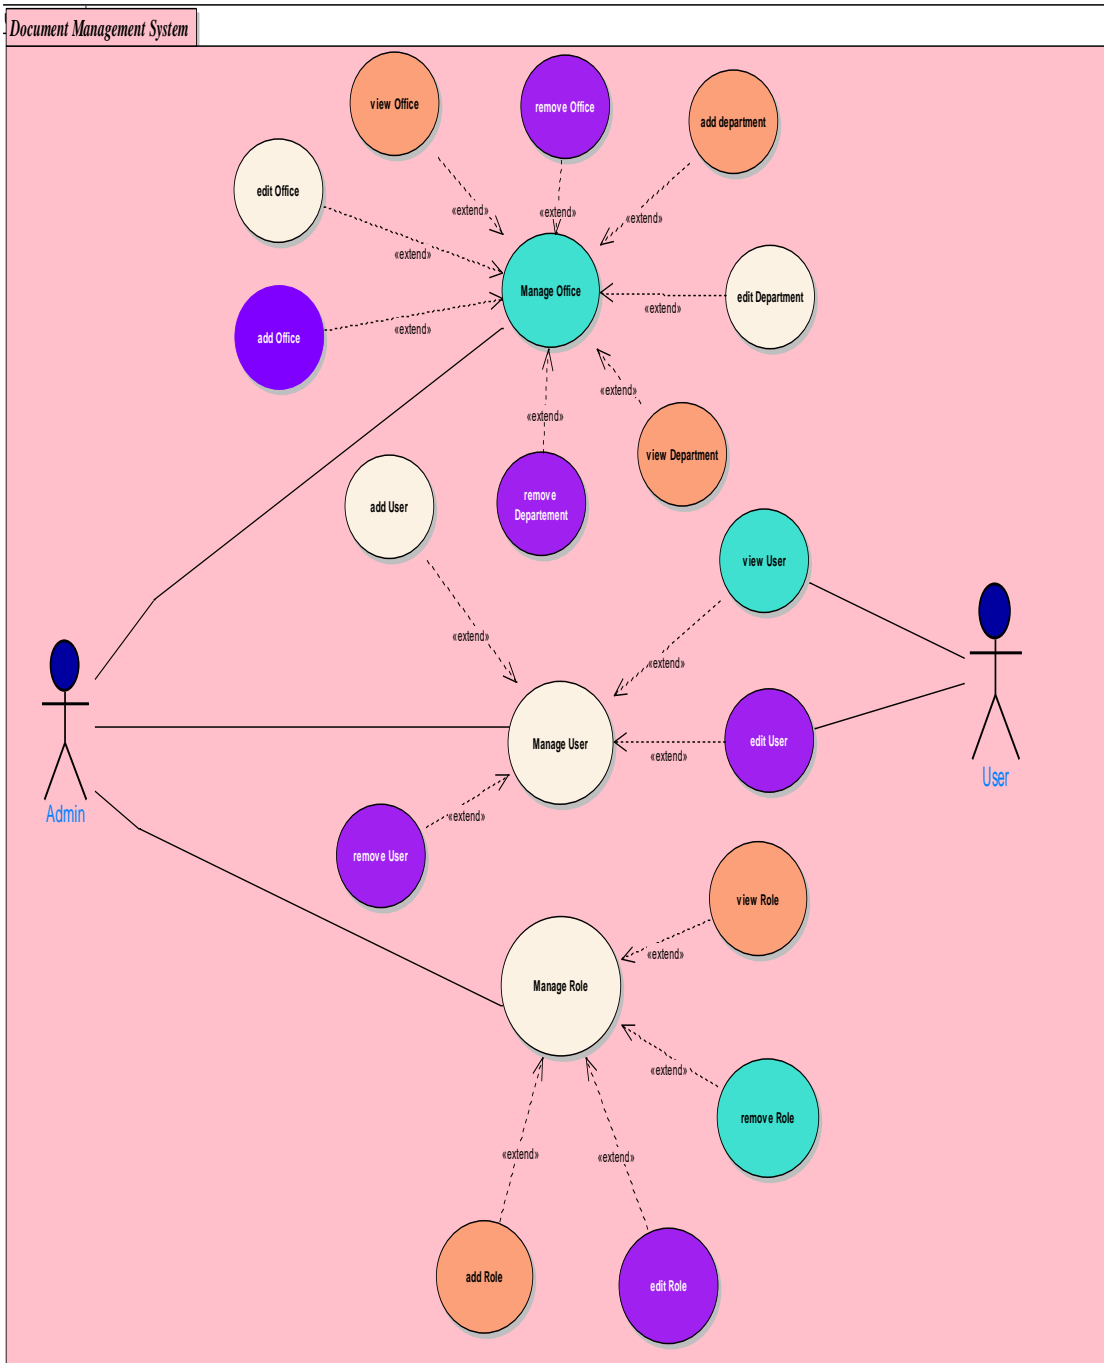 Document Management System
view Office
remove Office
add department
edit Office
«extend»
«extend»
«extend»
«extend»
Manage Office
edit Department
«extend»
add Office
«extend»
«extend»
«extend»
view Department
remove
Departement
add User
view User
«extend»
«extend»
Manage User
edit User
«extend»
User
Admin
«extend»
remove User
view Role
«extend»
Manage Role
«extend»
remove Role
«extend»
«extend»
add Role
edit Role